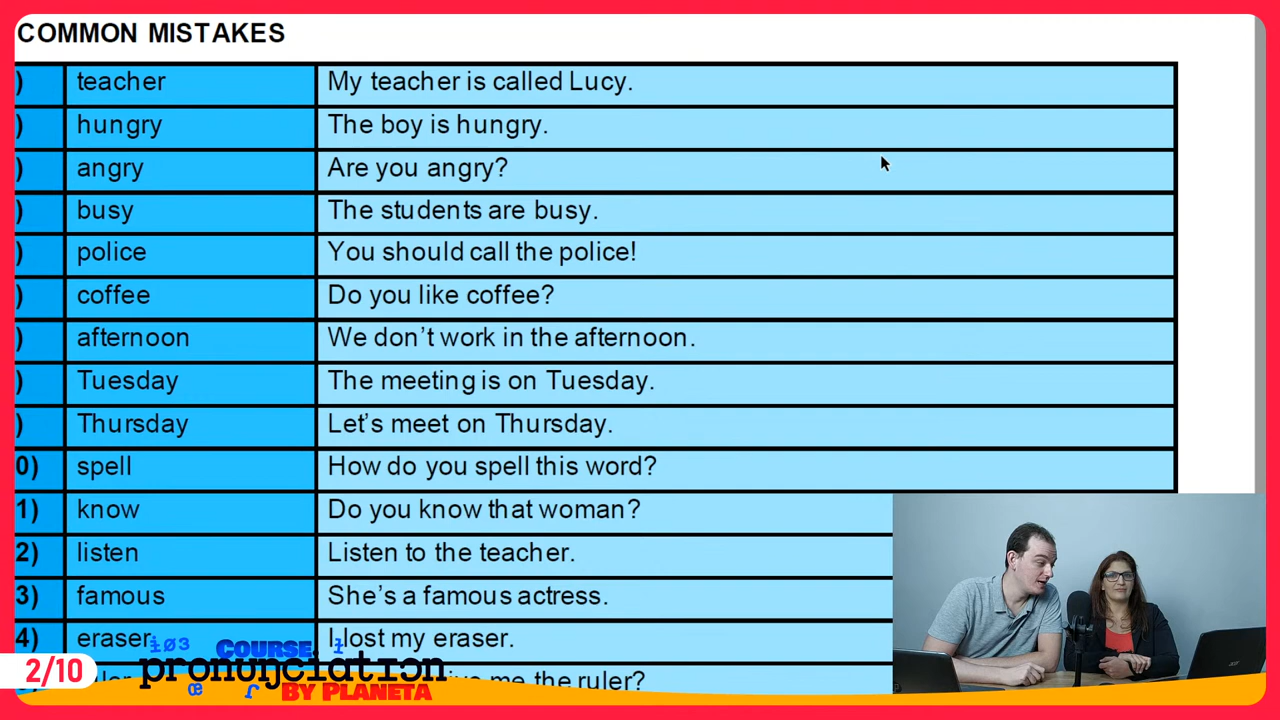 COMMON MISTAKES
) teacher My teacher is called Lucy.
) hungry The boy is hungry.
) angry Are you angry?
) busy The students are busy.
) police You should call the police!
) coffee Do you like coffee?
) afternoon We don’t work in the afternoon.
) Tuesday The meeting is on Tuesday.
) Thursday Let’s meet on Thursday.
0) spell How do you spell this word?
1) know Do you know that woman?
2) listen Listen to the teacher.
3) famous She’s a famous actress.
4) eraser I lost my eraser.
me the ruler?
2/10
COURSE
pronunciation
BY PLANETA
acer